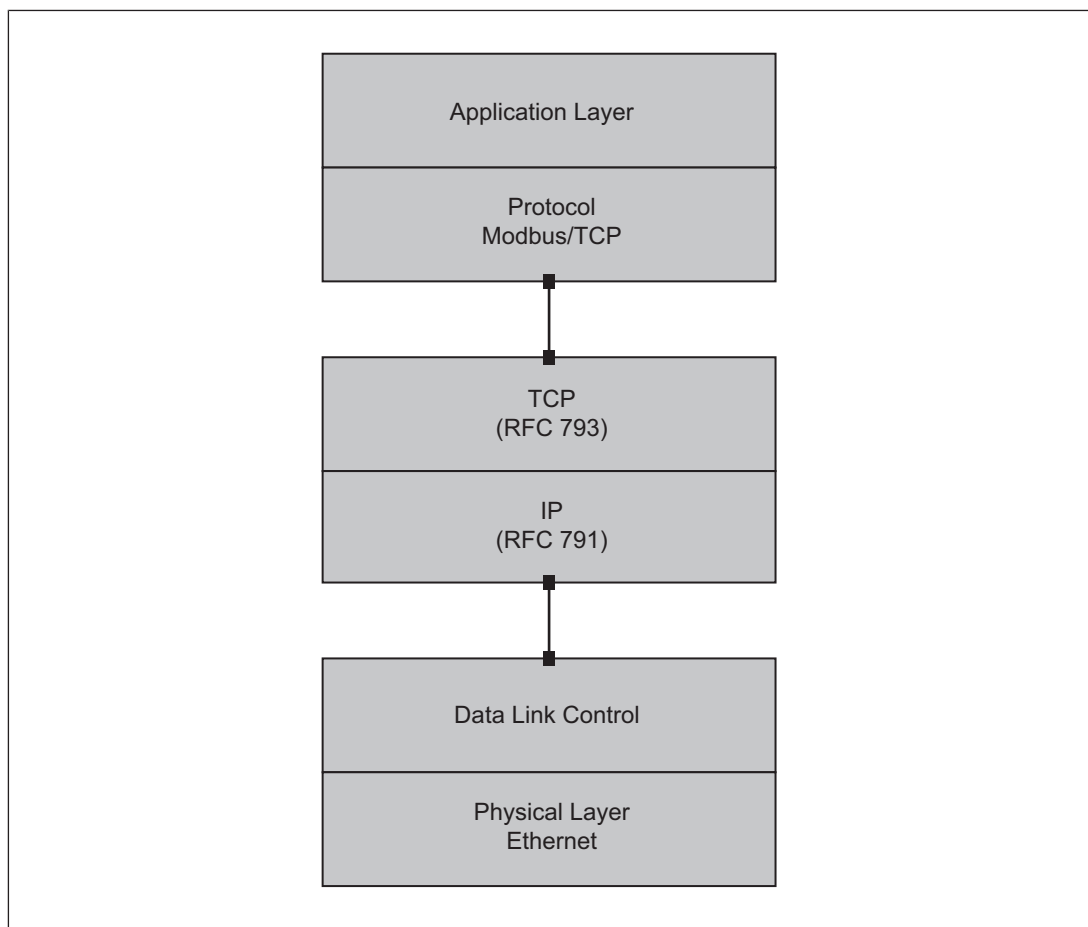 Application Layer
Protocol
Modbus/TCP
TCP
(RFC 793)
IP
(RFC 791)
Data Link Control
Physical Layer
Ethernet